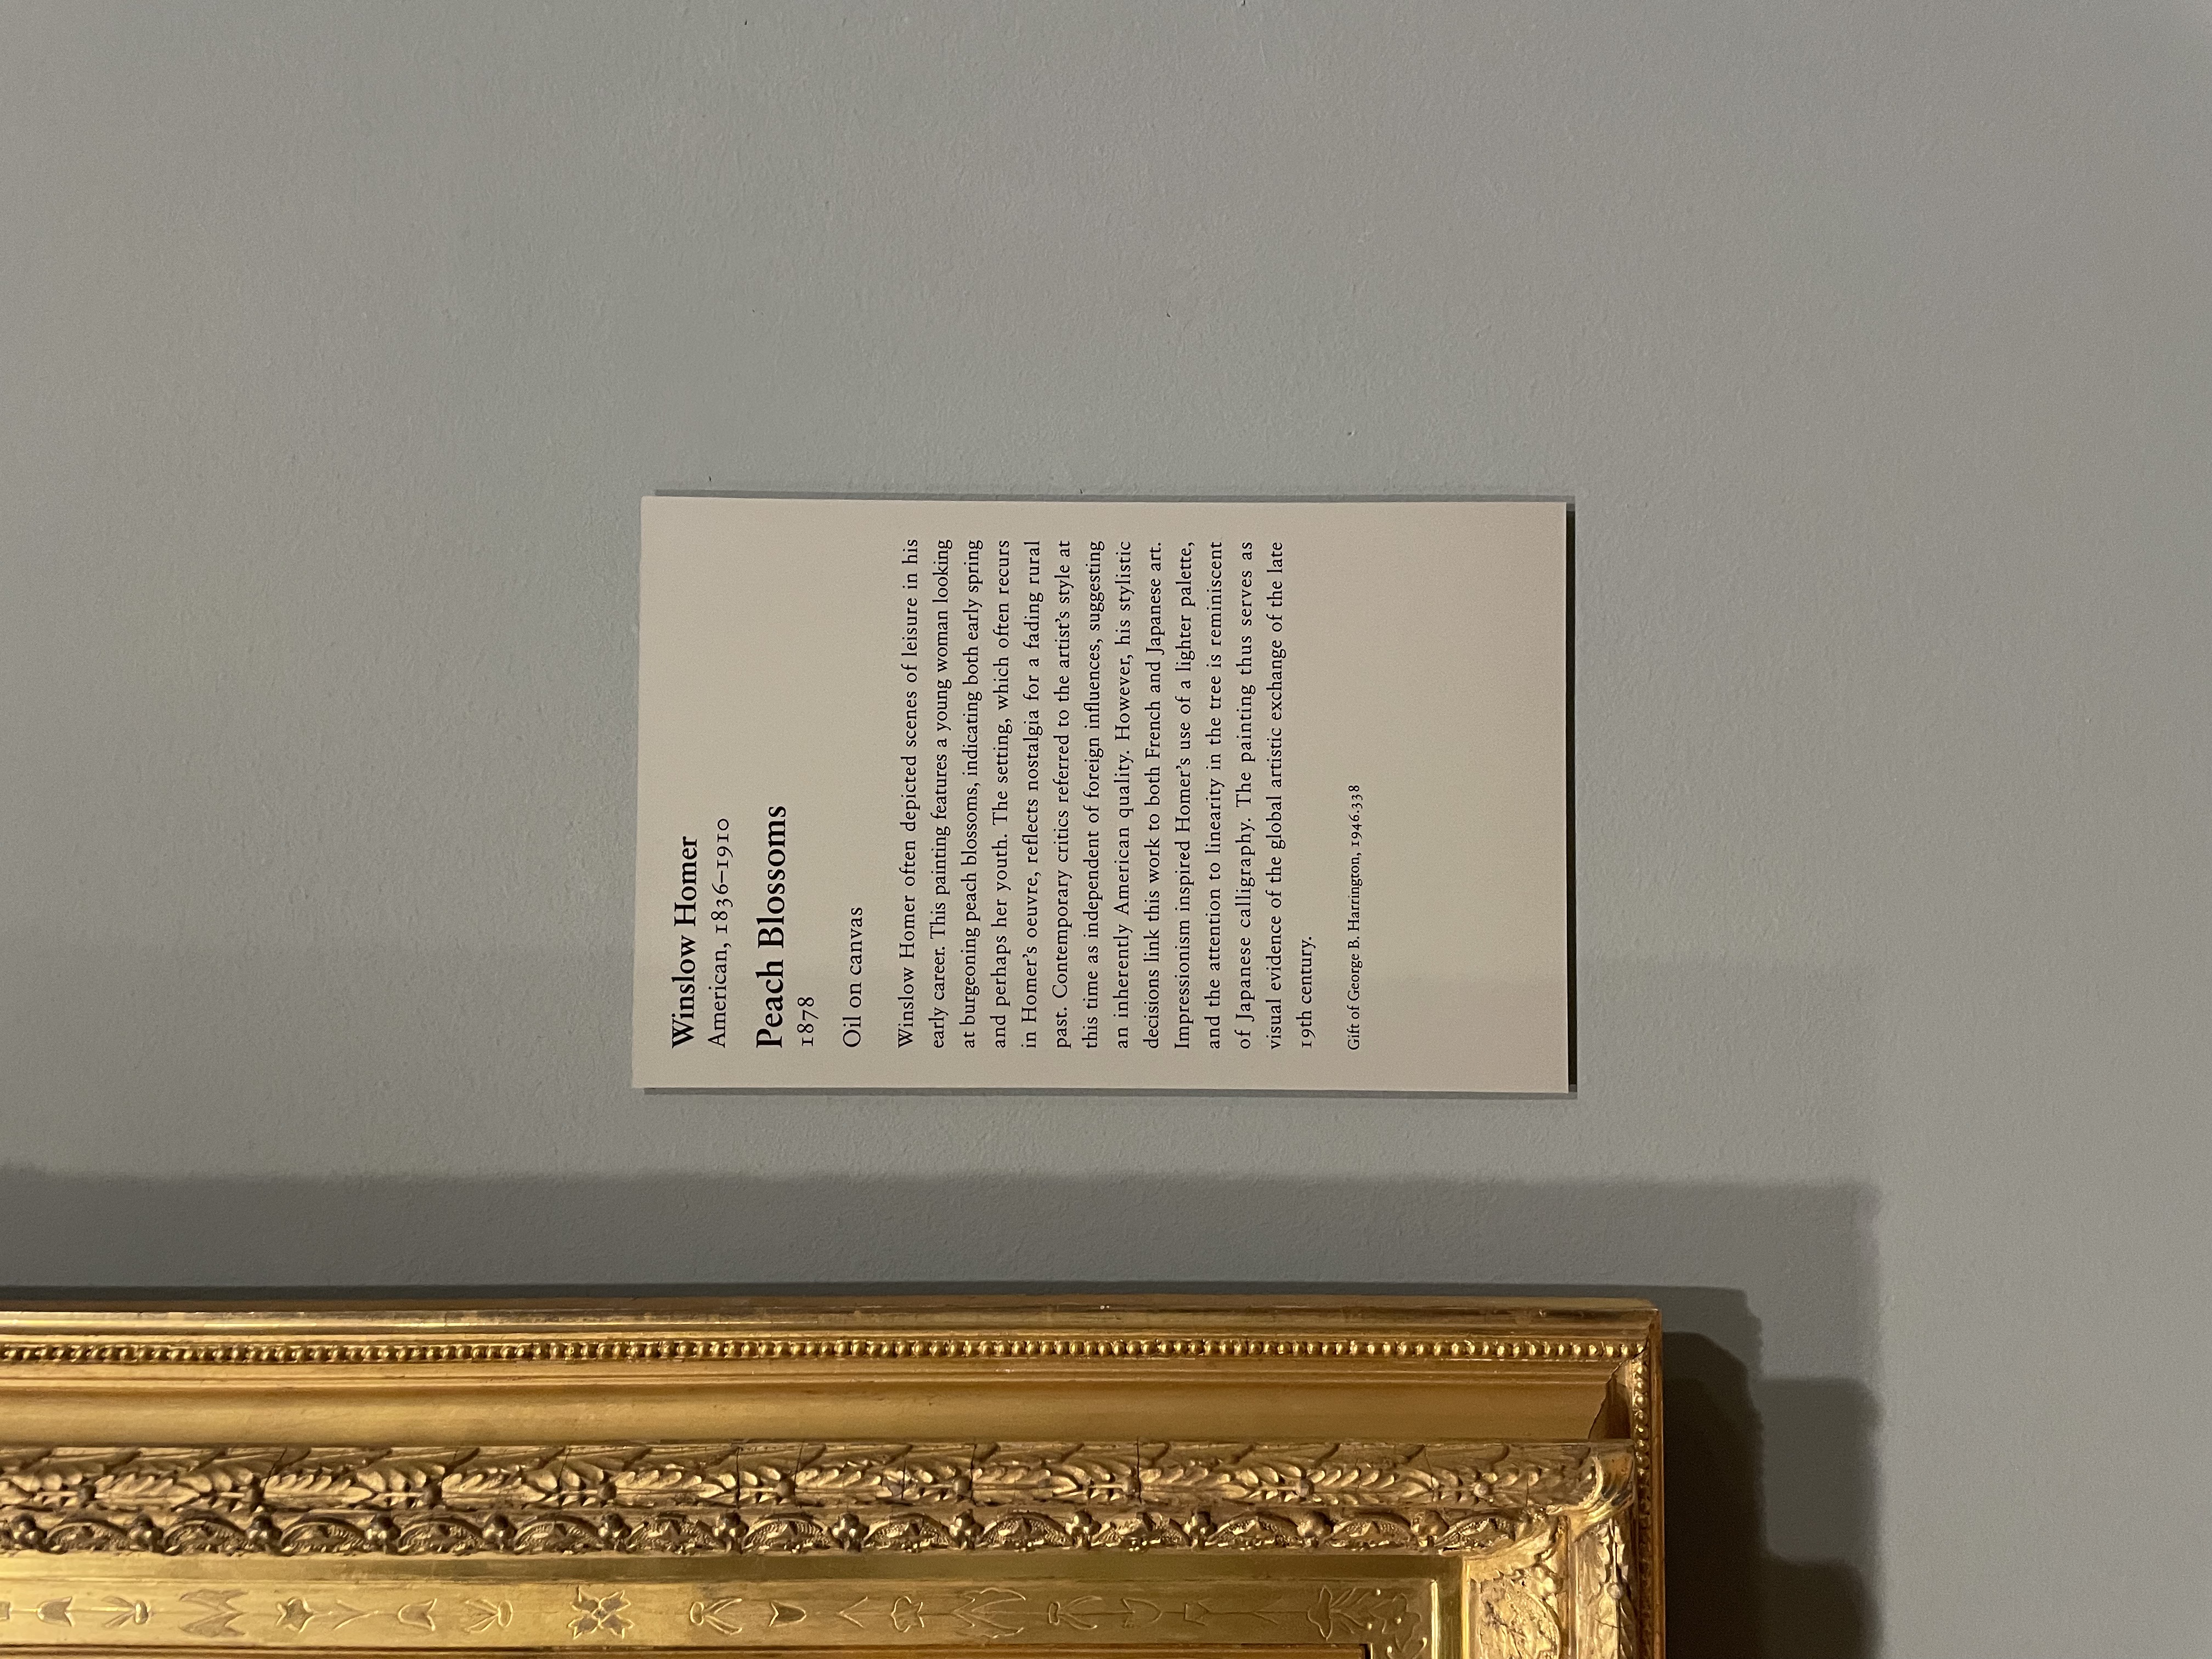 Winslow Homer
American, 1836–1910
Peach Blossoms
1878
Oil on canvas
Winslow Homer often depicted scenes of leisure in his
early career. This painting features a young woman looking
at burgeoning peach blossoms, indicating both early spring
and perhaps her youth. The setting, which often recurs
in Homer’s oeuvre, reflects nostalgia for a fading rural
past. Contemporary critics referred to the artist’s style at
this time as independent of foreign influences, suggesting
an inherently American quality. However, his stylistic
decisions link this work to both French and Japanese art.
Impressionism inspired Homer’s use of a lighter palette,
and the attention to linearity in the tree is reminiscent
of Japanese calligraphy. The painting thus serves as
visual evidence of the global artistic exchange of the late
19th century.
Gift of George B. Harrington, 1946.338